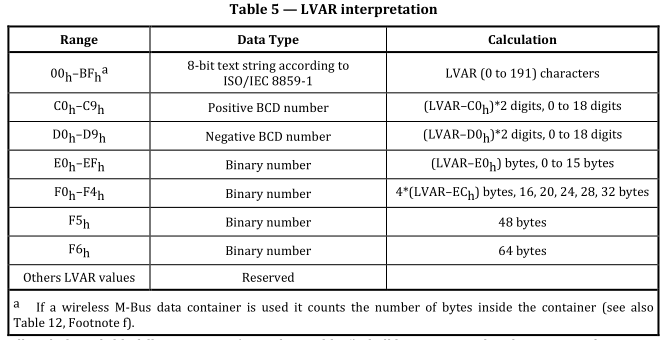 Table 5 — LVAR interpretation
Range Data Type Calculation
00h–BFha 8-bit text string according to ISO/IEC 8859-1 LVAR (0 to 191) characters
C0h–C9h Positive BCD number (LVAR–C0h)*2 digits, 0 to 18 digits
D0h–D9h Negative BCD number (LVAR–D0h)*2 digits, 0 to 18 digits
E0h–EFh Binary number (LVAR–E0h) bytes, 0 to 15 bytes
F0h–F4h Binary number 4*(LVAR–ECh) bytes, 16, 20, 24, 28, 32 bytes
F5h Binary number 48 bytes
F6h Binary number 64 bytes
Others LVAR values Reserved
a If a wireless M-Bus data container is used it counts the number of bytes inside the container (see also
Table 12, Footnote f).